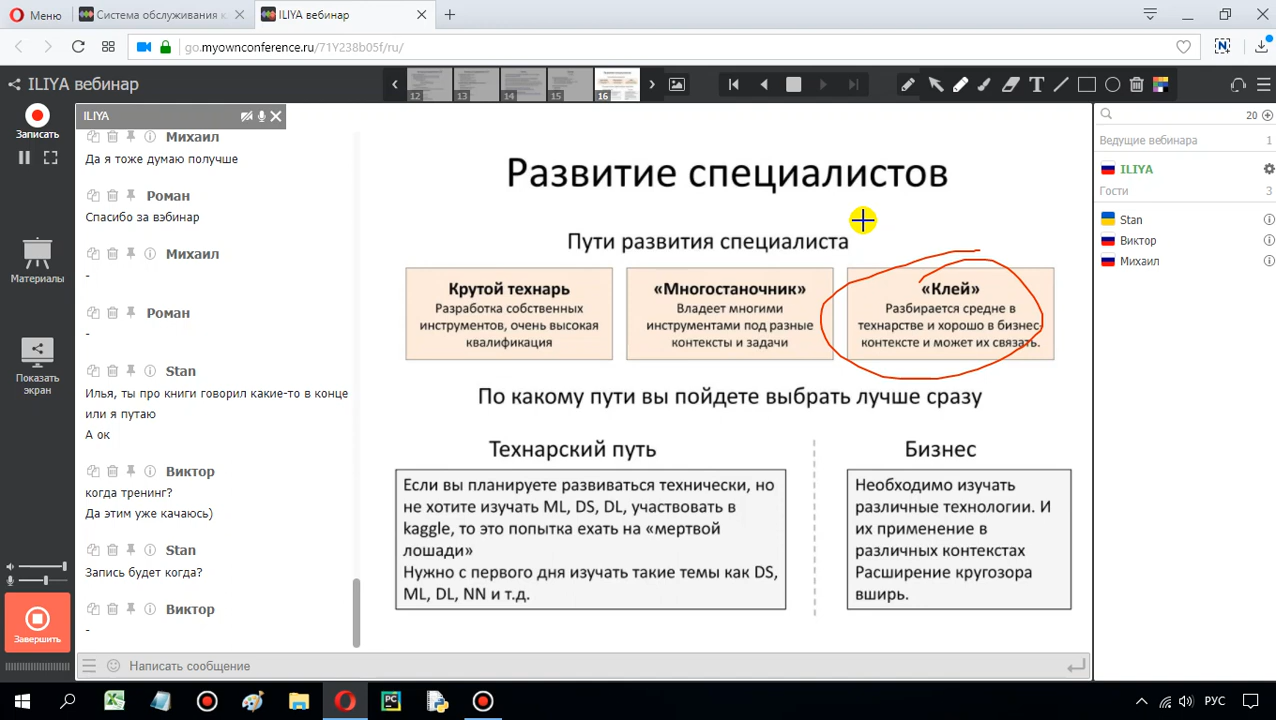 Меню
Система обслуживания к
ILIYA вебинар
go.myownconference.ru/71Y238b05f/ru/
ILIYA вебинар
12
13
14
15
16
T
Записать
Материалы
Показать
экран
Завершить
ILIYA
Михаил
Да я тоже думаю получше
Роман
Спасибо за вэбинар
Михаил
-
Роман
-
Stan
Илья, ты про книги говорил какие-то в конце
или я путаю
А ок
Виктор
когда тренинг?
Да этим уже качаюсь)
Stan
Запись будет когда?
Виктор
-
Написать сообщение
Развитие специалистов
Пути развития специалиста
Крутой технарь
Разработка собственных
инструментов, очень высокая
квалификация
«Многостаночник»
Владеет многими
инструментами под разные
контексты и задачи
«Клей»
Разбирается средне в
технарстве и хорошо в бизнес-
контексте и может их связать.
По какому пути вы пойдете выбрать лучше сразу
Технарский путь
Если вы планируете развиваться технически, но
не хотите изучать ML, DS, DL, участвовать в
kaggle, то это попытка ехать на «мертвой
лошади»
Нужно с первого дня изучать такие темы как DS,
ML, DL, NN и т.д.
Бизнес
Необходимо изучать
различные технологии. И
их применение в
различных контекстах
Расширение кругозора
вширь.
20
Ведущие вебинара
1
ILIYA
Гости
3
Stan
Виктор
Михаил
РУС